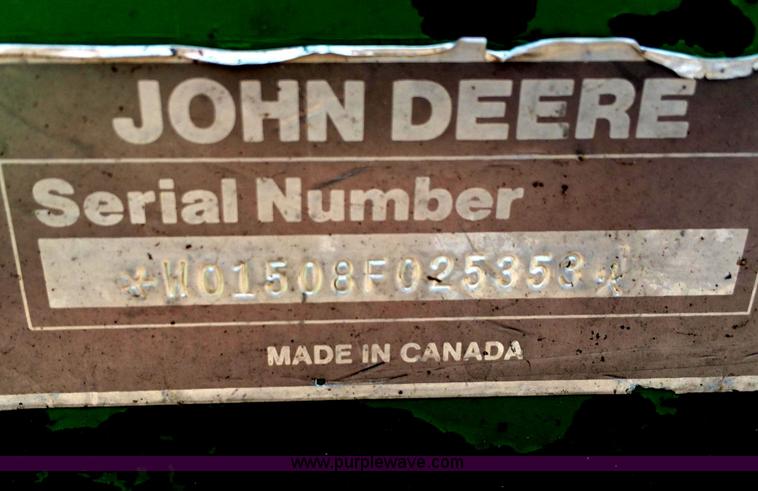 JOHN DEERE
Serial Number
*W01508F025353*
MADE IN CANADA
www.purplewave.com